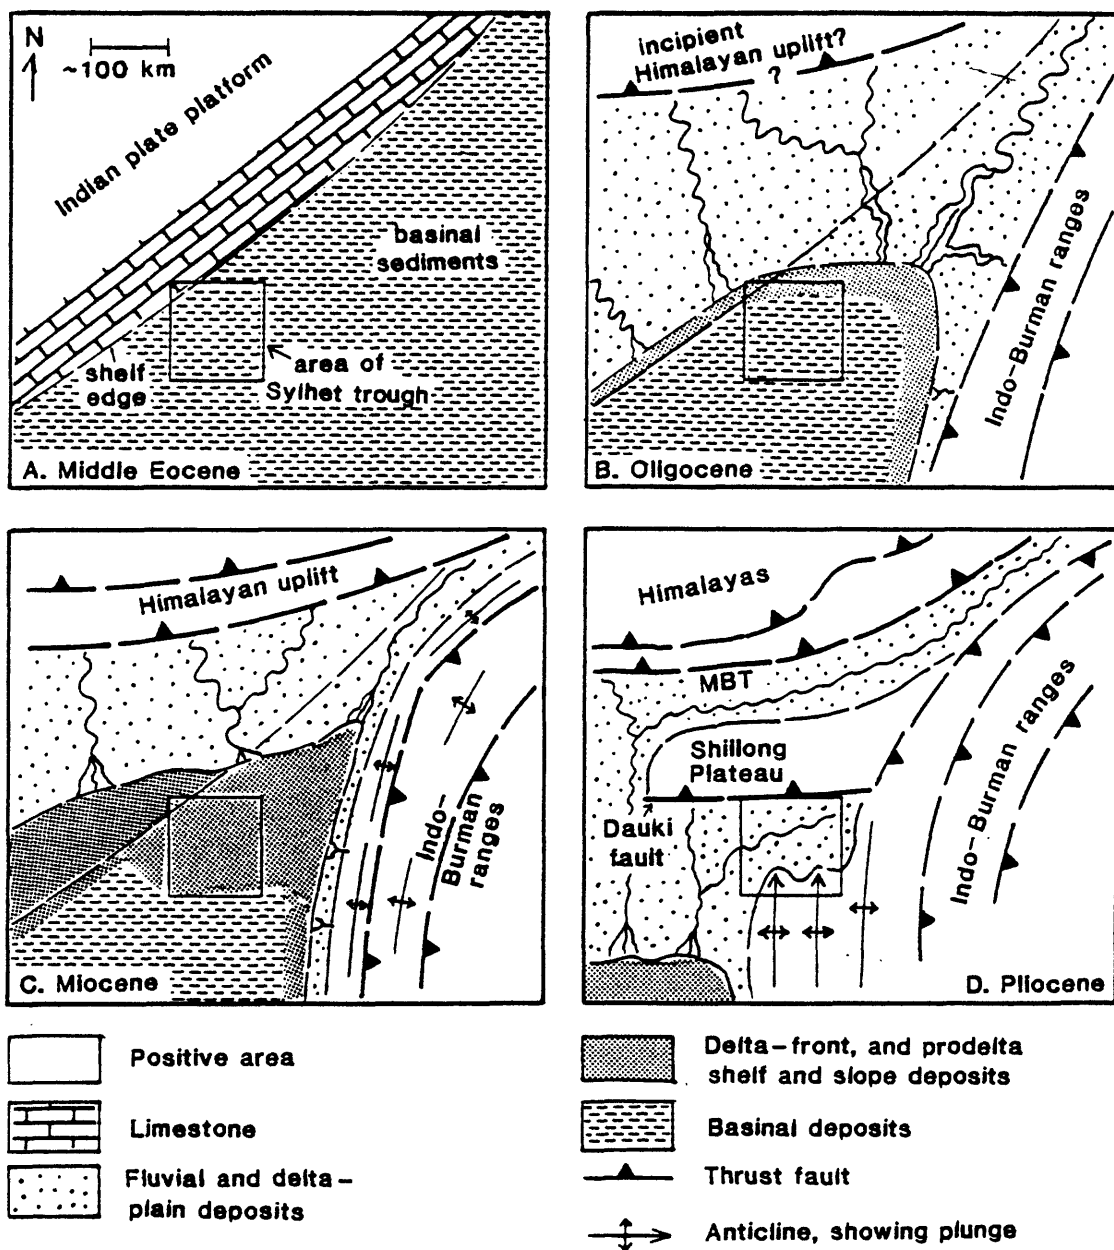 N
~100 km
Indian plate platform
basinal
sediments
shelf
edge
area of
Sylhet trough
A. Middle Eocene
incipient
Himalayan uplift?
?
Indo-Burman ranges
B. Oligocene
Himalayan uplift
Indo-
Burman
ranges
C. Miocene
Himalayas
MBT
Shillong
Plateau
Dauki
fault
Indo-Burman ranges
D. Pliocene
Positive area
Limestone
Fluvial and delta-
plain deposits
Delta-front, and prodelta
shelf and slope deposits
Basinal deposits
Thrust fault
Anticline, showing plunge